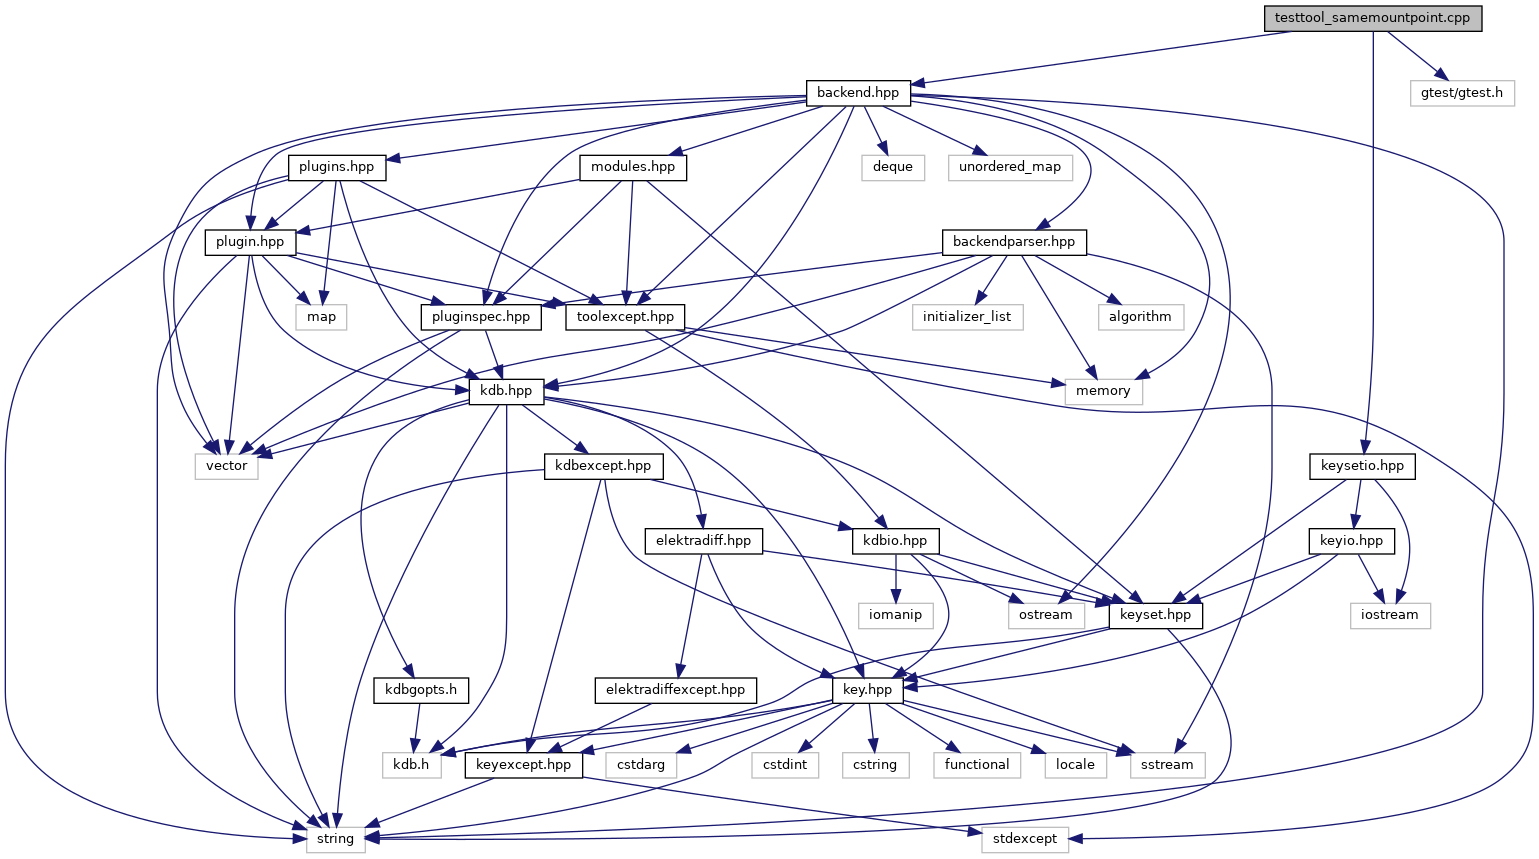 testtool_samemountpoint.cpp
backend.hpp
gtest/gtest.h
plugins.hpp
modules.hpp
deque
unordered_map
plugin.hpp
backendparser.hpp
map
pluginspec.hpp
toolexcept.hpp
initializer_list
algorithm
kdb.hpp
memory
vector
kdbexcept.hpp
keysetio.hpp
elektradiff.hpp
kdbio.hpp
keyio.hpp
iomanip
ostream
keyset.hpp
iostream
kdbgopts.h
elektradiffexcept.hpp
key.hpp
kdb.h
keyexcept.hpp
cstdarg
cstdint
cstring
functional
locale
sstream
string
stdexcept